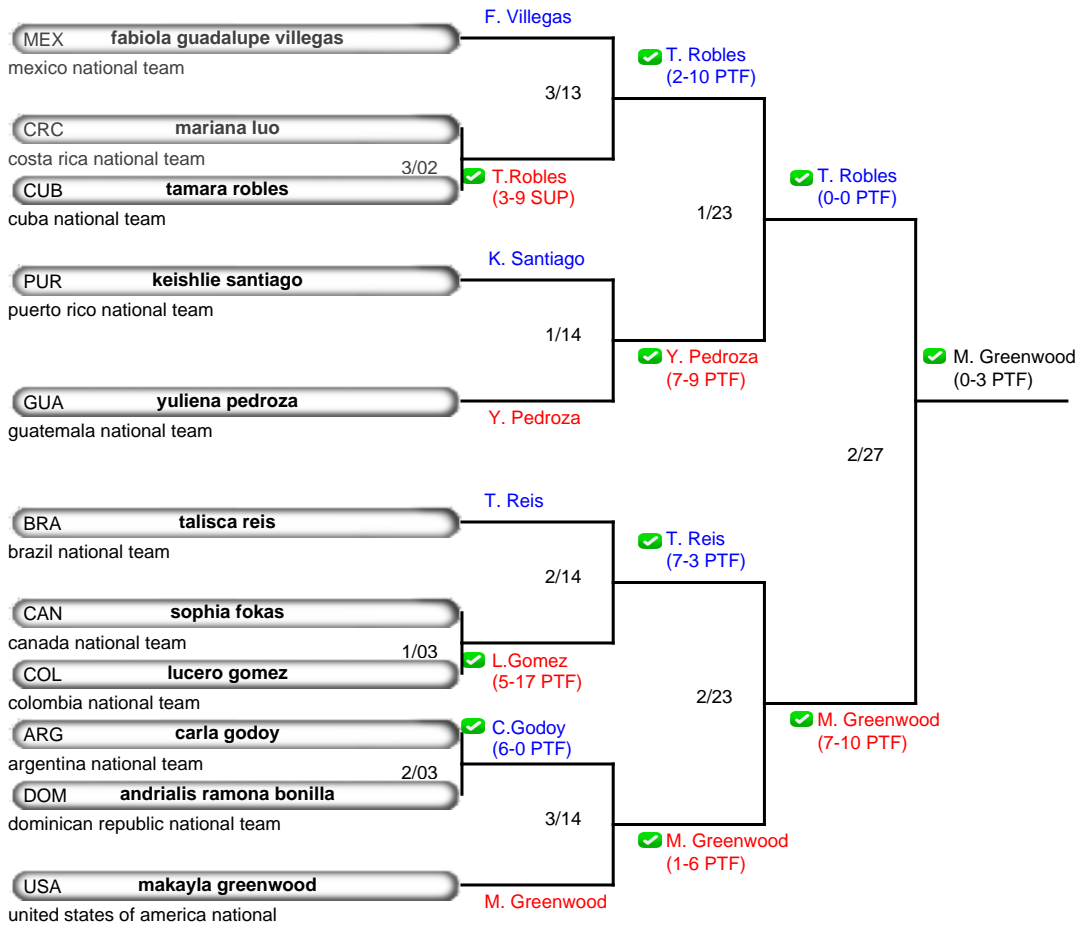 F. Villegas
MEX fabiola guadalupe villegas
mexico national team
T. Robles
(2-10 PTF)
3/13
CRC mariana luo
costa rica national team
3/02
CUB tamara robles
cuba national team
T.Robles
(3-9 SUP)
T. Robles
(0-0 PTF)
1/23
K. Santiago
PUR keishlie santiago
puerto rico national team
1/14
Y. Pedroza
(7-9 PTF)
GUA yuliena pedroza
guatemala national team
Y. Pedroza
M. Greenwood
(0-3 PTF)
2/27
T. Reis
BRA talisca reis
brazil national team
T. Reis
(7-3 PTF)
2/14
CAN sophia fokas
canada national team
1/03
COL lucero gomez
colombia national team
L.Gomez
(5-17 PTF)
2/23
M. Greenwood
(7-10 PTF)
ARG carla godoy
argentina national team
C.Godoy
(6-0 PTF)
2/03
DOM andrialis ramona bonilla
dominican republic national team
3/14
M. Greenwood
(1-6 PTF)
USA makayla greenwood
united states of america national
M. Greenwood